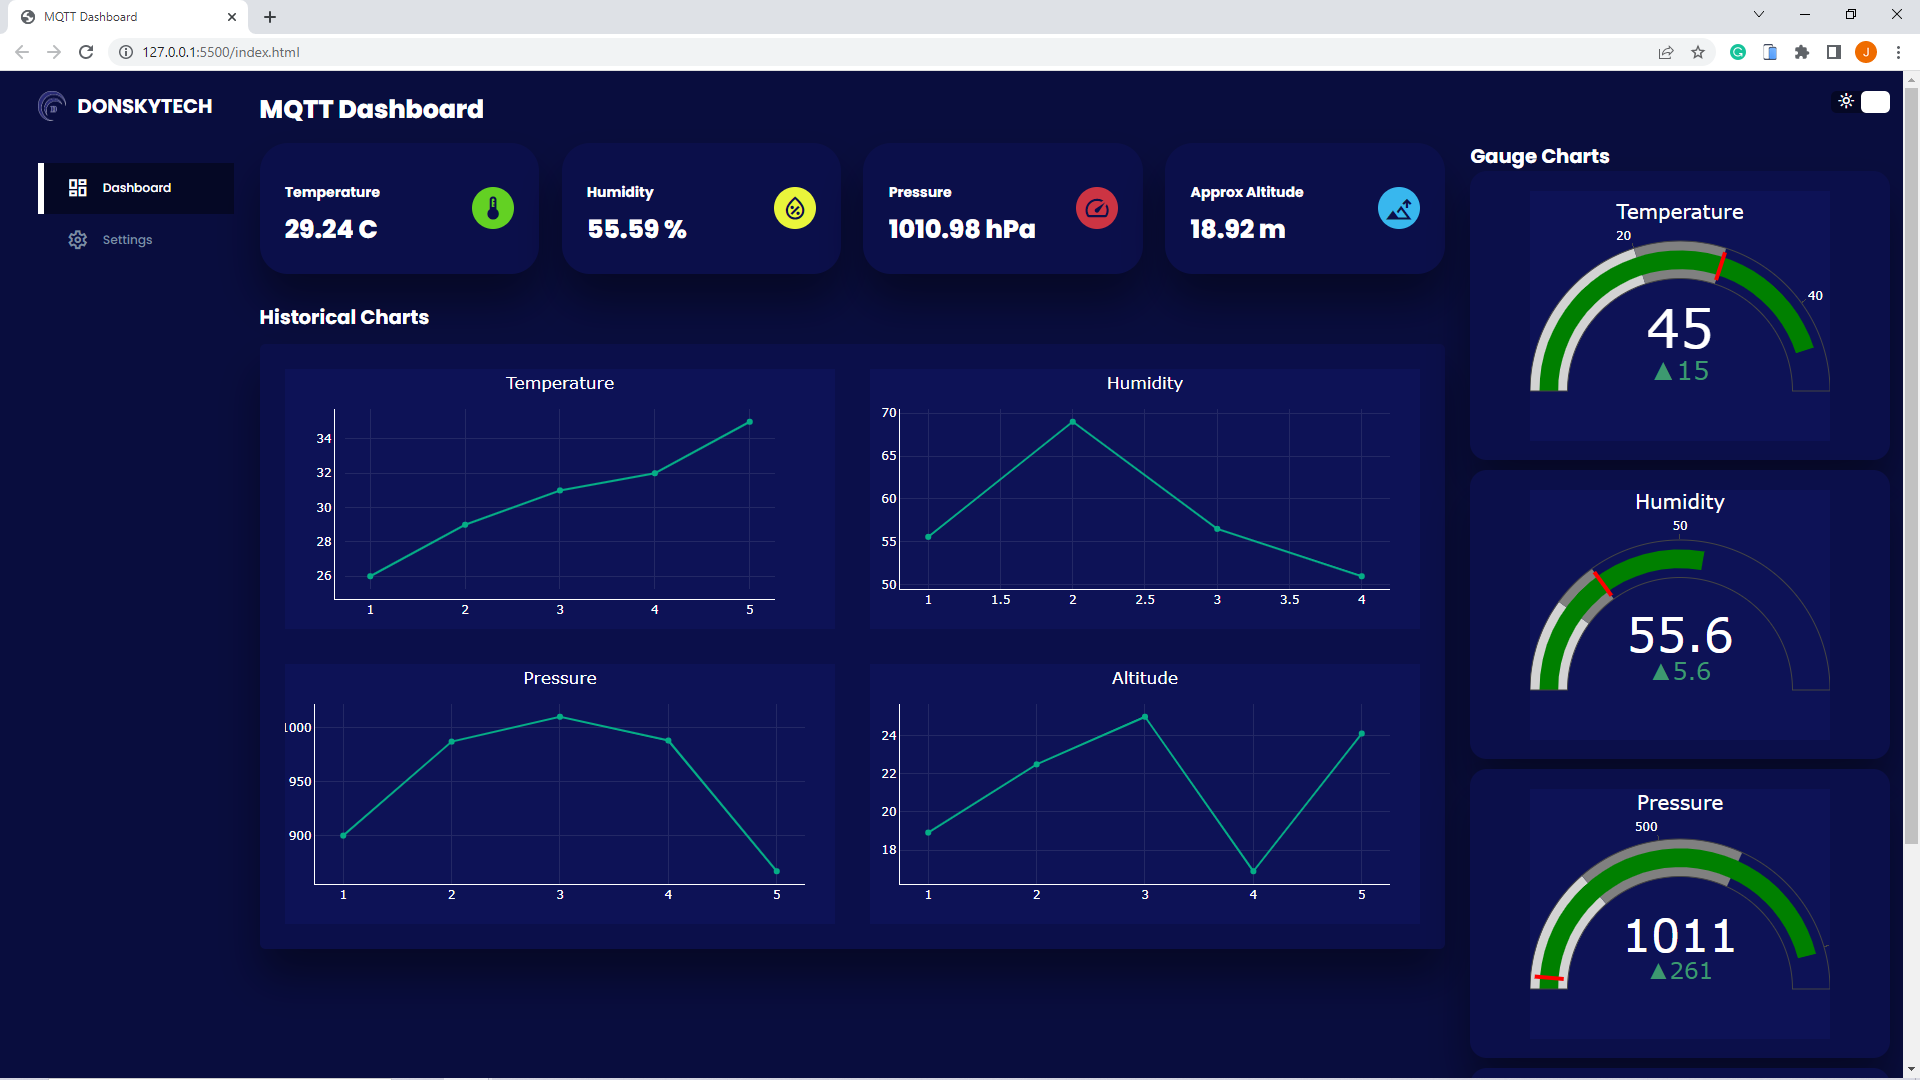 MQTT Dashboard
127.0.0.1:5500/index.html
J
DONSKYTECH
MQTT Dashboard
Dashboard
Settings
Temperature
29.24 C
Humidity
55.59 %
Pressure
1010.98 hPa
Approx Altitude
18.92 m
Historical Charts
Temperature
34
32
30
28
26
1 2 3 4 5
Humidity
70
65
60
55
50
1 1.5 2 2.5 3 3.5 4
Pressure
1000
950
900
1 2 3 4 5
Altitude
24
22
20
18
1 2 3 4 5
Gauge Charts
Temperature
20
40
45
▲15
Humidity
50
55.6
▲5.6
Pressure
500
1011
▲261